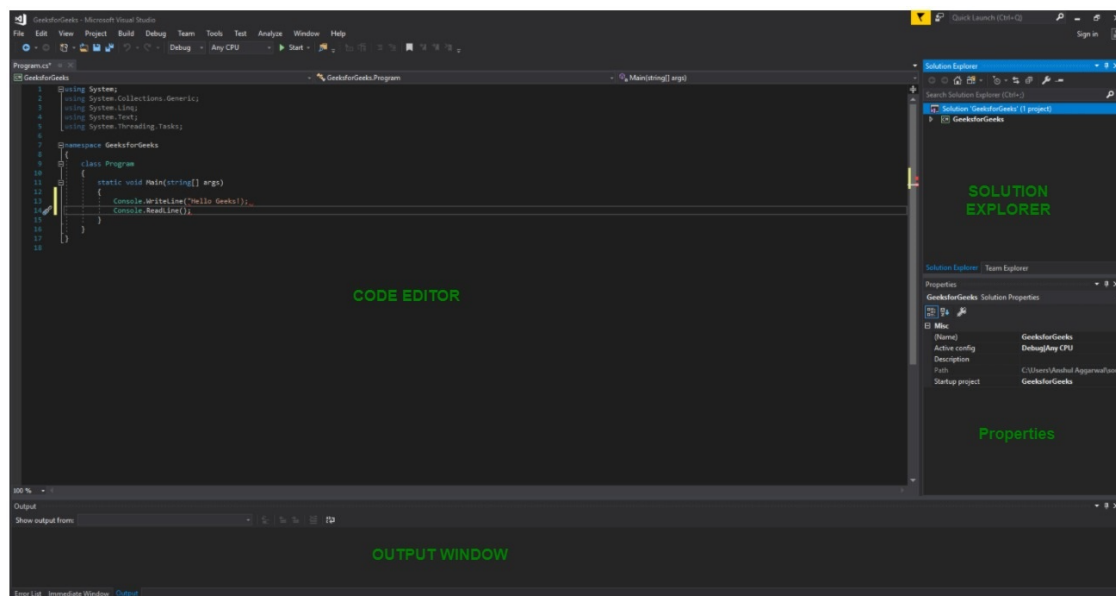 GeeksforGeeks - Microsoft Visual Studio
Quick Launch (Ctrl+Q)
File Edit View Project Build Debug Team Tools Test Analyze Window Help
Sign in
Debug Any CPU Start
Program.cs*
GeeksforGeeks GeeksforGeeks.Program Main(string[] args)
1 using System;
2 using System.Collections.Generic;
3 using System.Linq;
4 using System.Text;
5 using System.Threading.Tasks;
6
7 namespace GeeksforGeeks
8 {
9 class Program
10 {
11 static void Main(string[] args)
12 {
13 Console.WriteLine("Hello Geeks!);
14 Console.ReadLine();
15 }
16 }
17 }
18
CODE EDITOR
100 %
Solution Explorer
Search Solution Explorer (Ctrl+;)
Solution 'GeeksforGeeks' (1 project)
GeeksforGeeks
SOLUTION
EXPLORER
Solution Explorer Team Explorer
Properties
GeeksforGeeks Solution Properties
Misc
(Name) GeeksforGeeks
Active config Debug|Any CPU
Description
Path C:\Users\Anshul Aggarwal\
Startup project GeeksforGeeks
Properties
Output
Show output from:
OUTPUT WINDOW
Error List Immediate Window Output